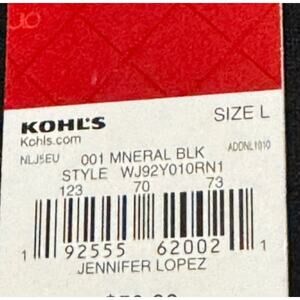 KOHL'S
SIZE L
Kohls.com
NLJ5EU 001 MNERAL BLK ADDNL1010
STYLE WJ92Y010RN1
123 70 73
1 92555 62002 1
JENNIFER LOPEZ